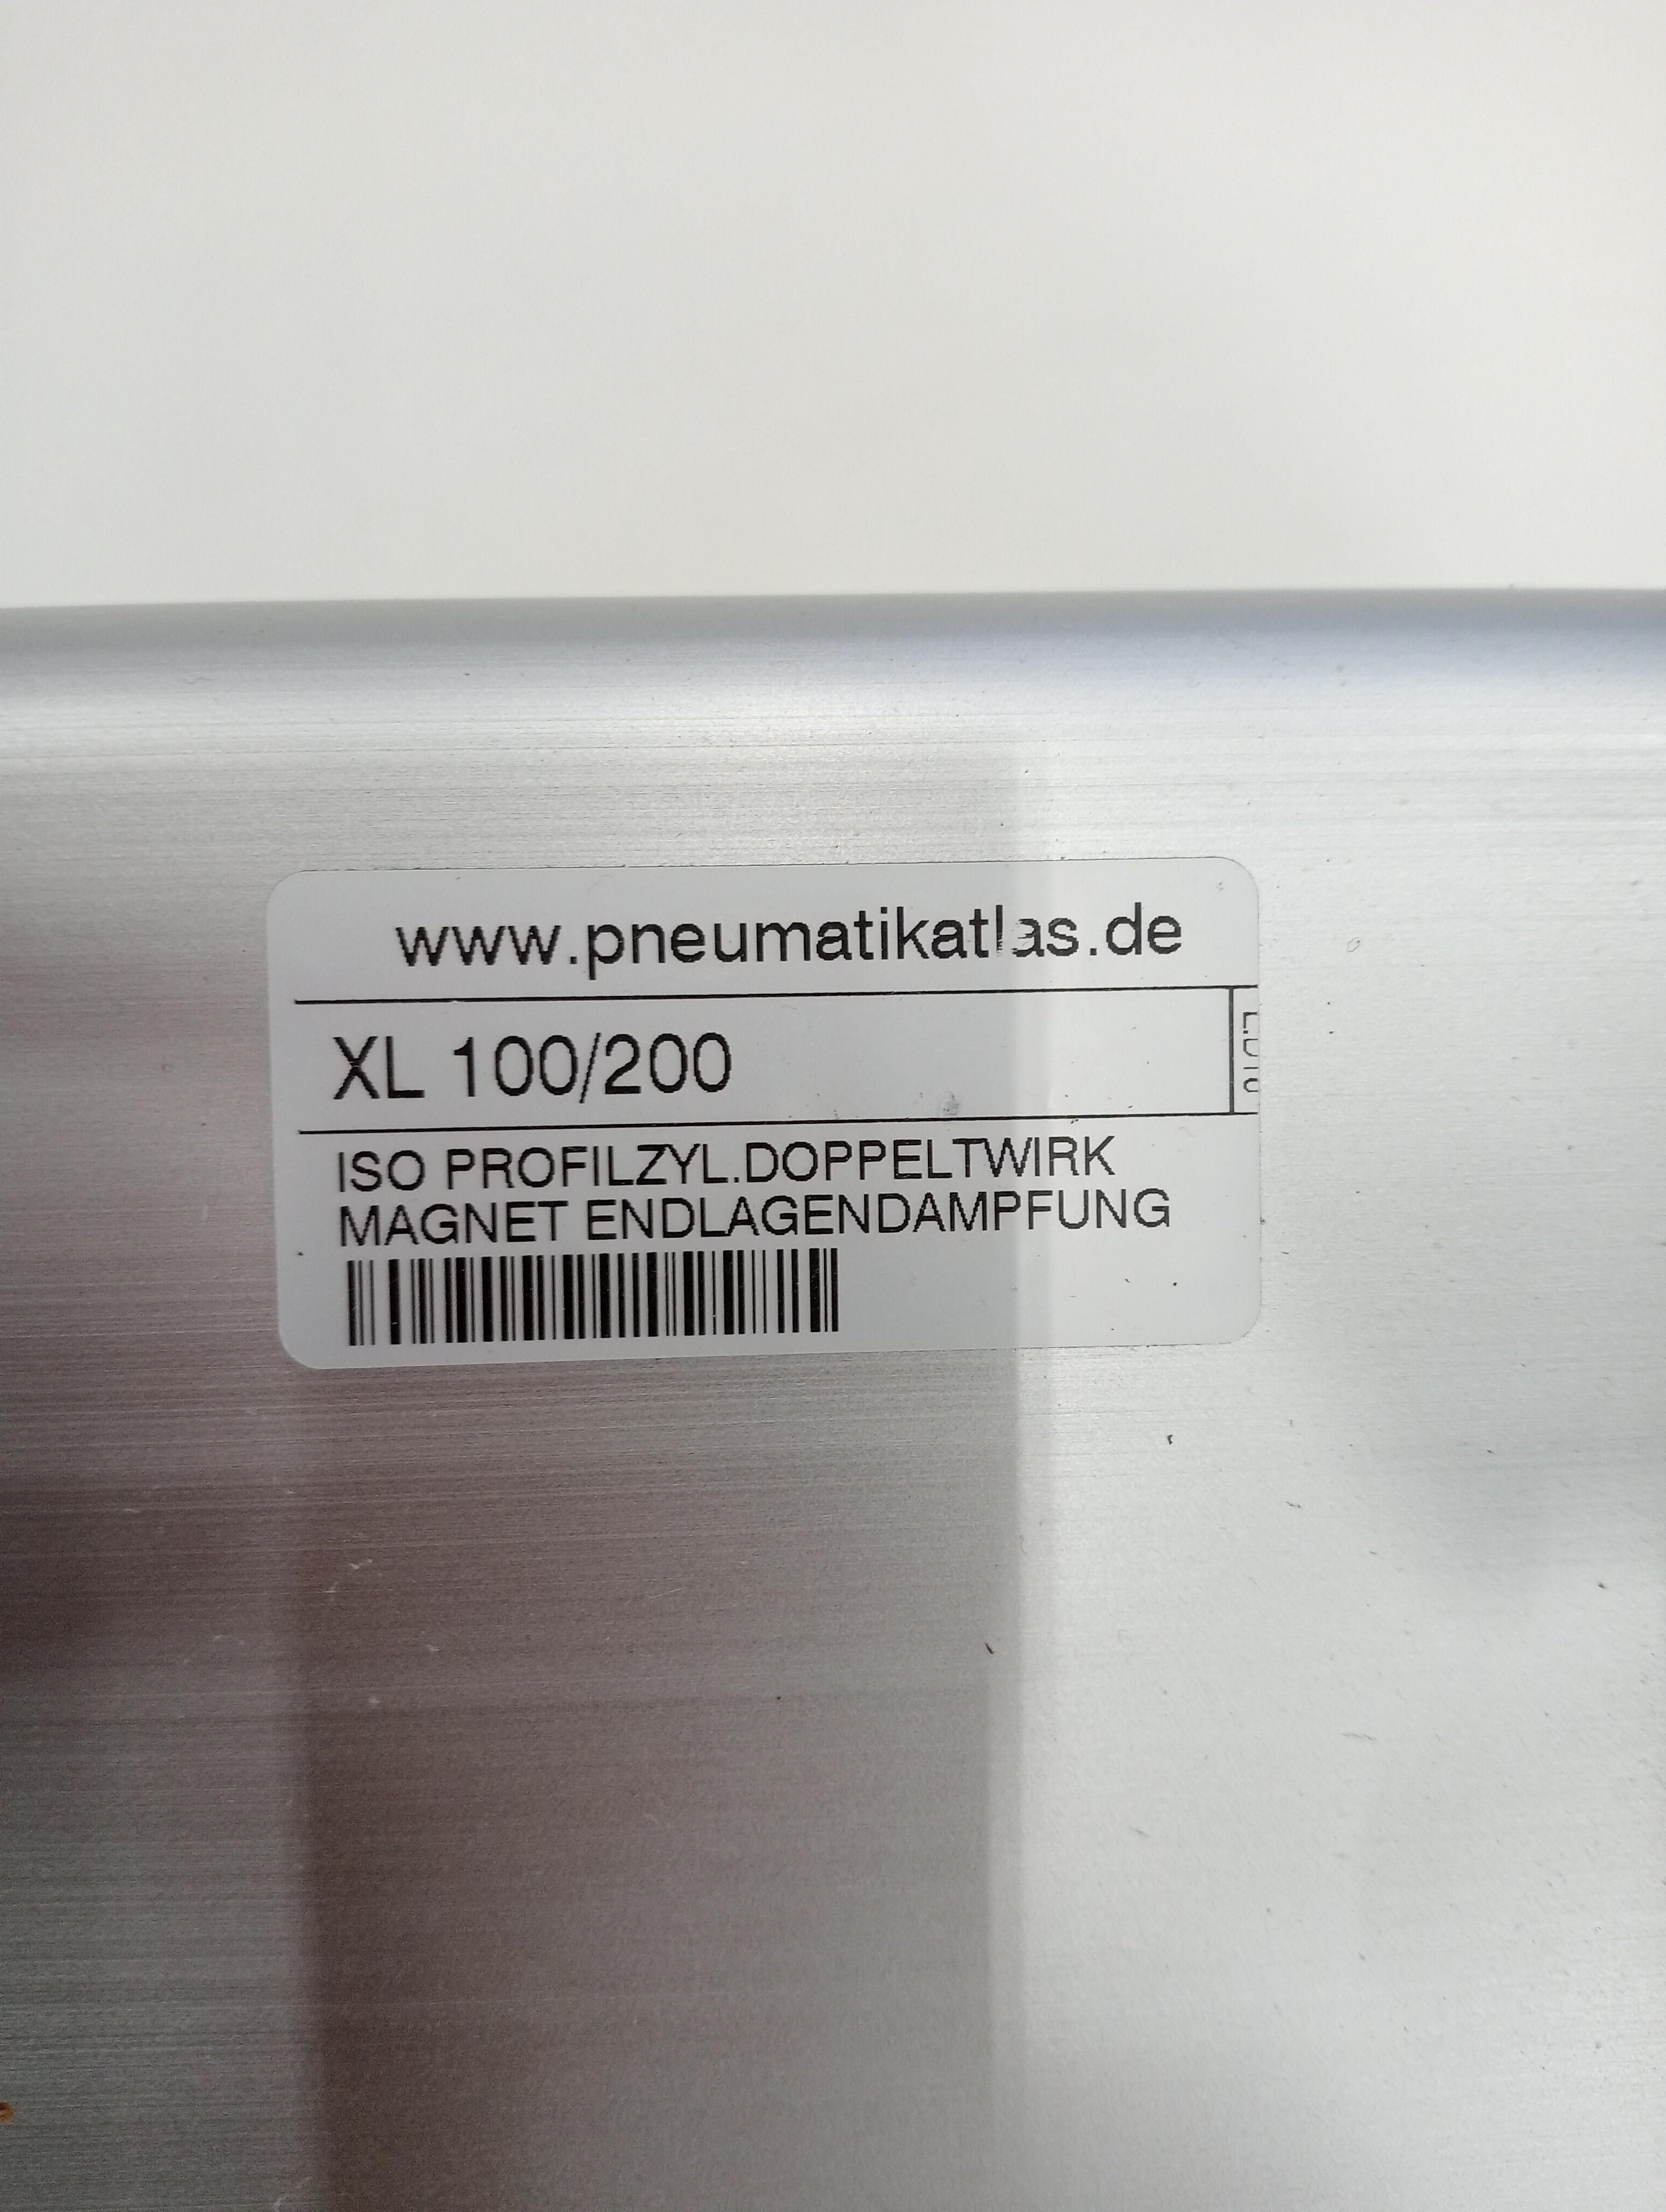 www.pneumatikatlas.de
XL 100/200
ISO PROFILZYL.DOPPELTWIRK
MAGNET ENDLAGENDAMPFUNG